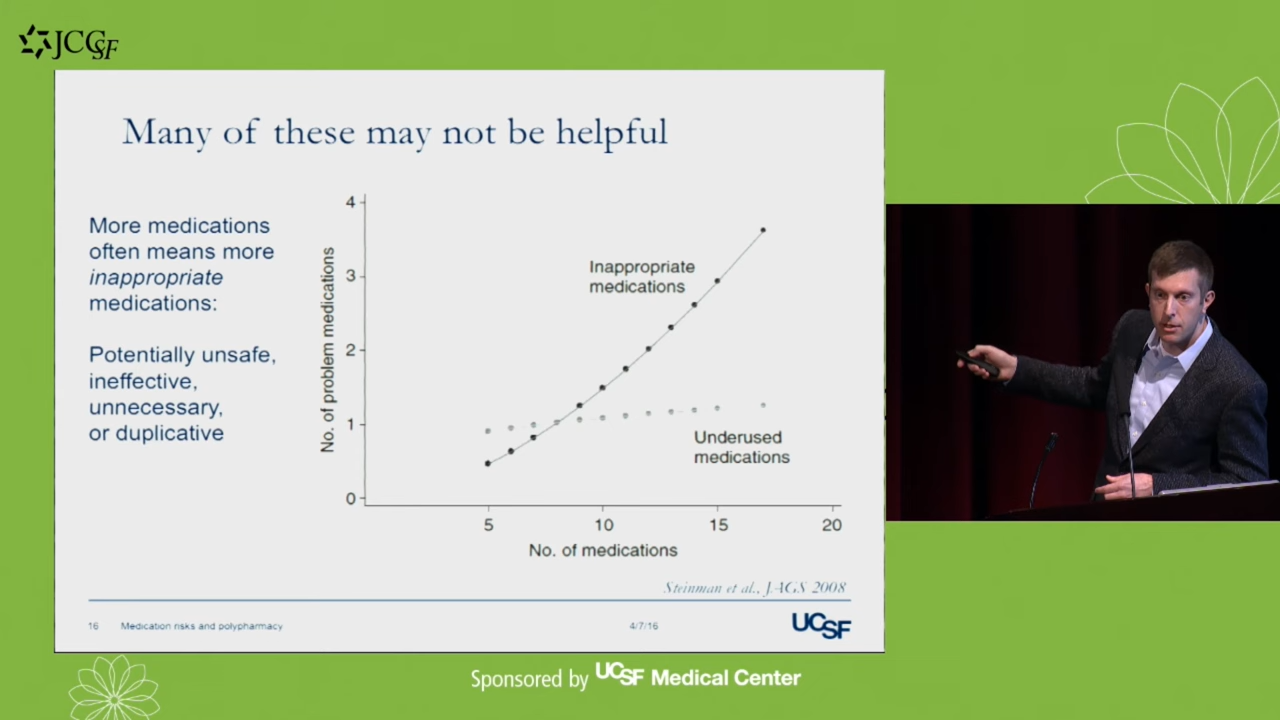 JCCSF
Many of these may not be helpful
More medications
often means more
inappropriate
medications:
Potentially unsafe,
ineffective,
unnecessary,
or duplicative
No. of problem medications
4
3
2
1
0
Inappropriate
medications
Underused
medications
5 10 15 20
No. of medications
Steinman et al., JAGS 2008
16 Medication risks and polypharmacy 4/7/16 UCSF
Sponsored by UCSF Medical Center